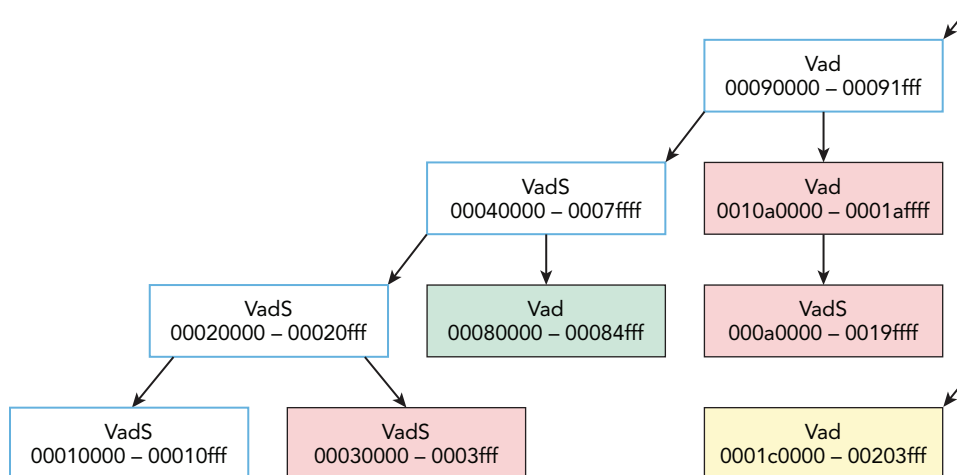 Vad
00090000 – 00091fff
VadS
00040000 – 0007ffff
Vad
0010a0000 – 0001affff
VadS
00020000 – 00020fff
Vad
00080000 – 00084fff
VadS
000a0000 – 0019ffff
VadS
00010000 – 00010fff
VadS
00030000 – 0003fff
Vad
0001c0000 – 00203fff